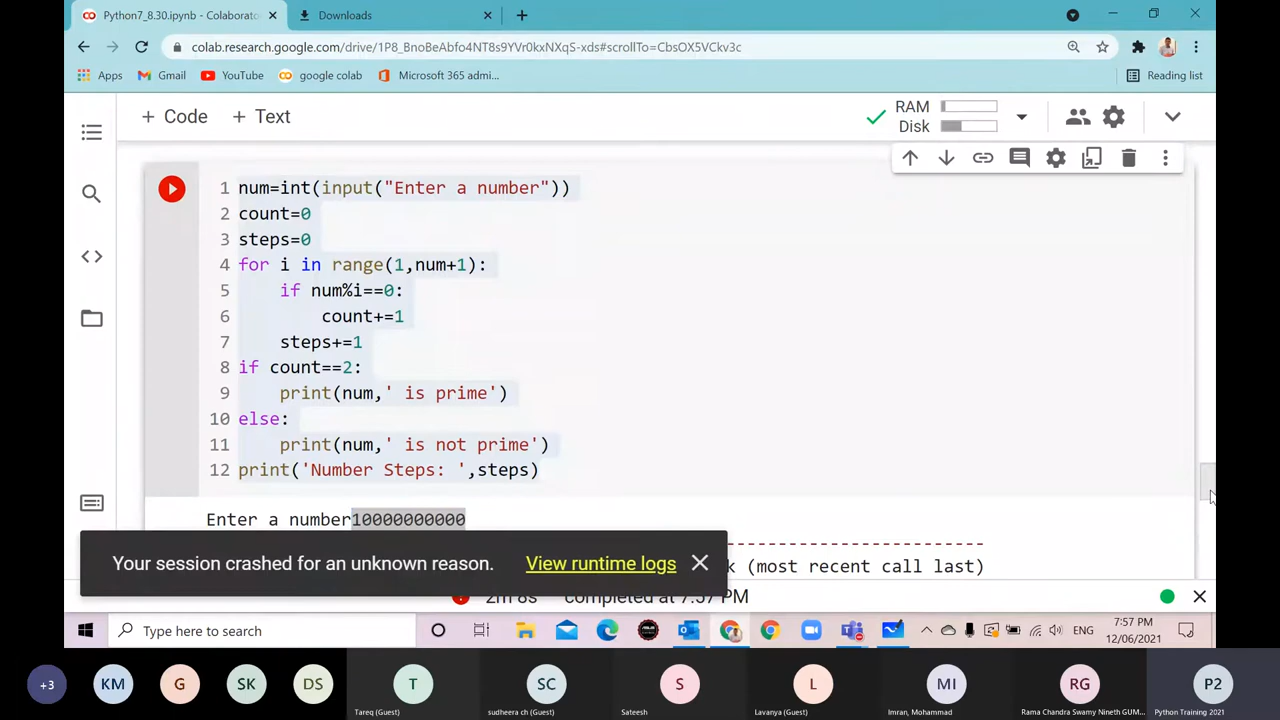 Python7_8.30.ipynb - Colaborato
Downloads
colab.research.google.com/drive/1P8_BnoBeAbfo4NT8s9YVr0kxNXqS-xds#scrollTo=CbsOX5VCkv3c
Apps
Gmail
YouTube
google colab
Microsoft 365 admi...
Reading list
+ Code
+ Text
RAM
Disk
1 num=int(input("Enter a number"))
2 count=0
3 steps=0
4 for i in range(1,num+1):
5 if num%i==0:
6 count+=1
7 steps+=1
8 if count==2:
9 print(num,' is prime')
10 else:
11 print(num,' is not prime')
12 print('Number Steps: ',steps)
Enter a number10000000000
Your session crashed for an unknown reason.
View runtime logs
k (most recent call last)
2m 8s completed at 7:57 PM
Type here to search
ENG
7:57 PM
12/06/2021
+3
KM
G
SK
DS
T
Tareq (Guest)
SC
sudheera ch (Guest)
S
Sateesh
L
Lavanya (Guest)
MI
Imran, Mohammad
RG
Rama Chandra Swamy Nineth GUM...
P2
Python Training 2021